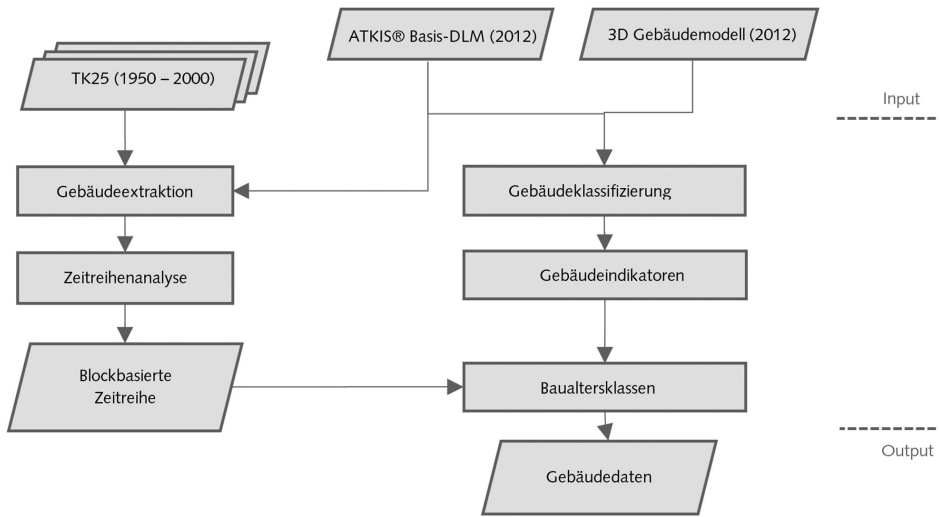 ATKIS® Basis-DLM (2012)
3D Gebäudemodell (2012)
TK25 (1950 – 2000)
Input
Gebäudeextraktion
Gebäudeklassifizierung
Zeitreihenanalyse
Gebäudeindikatoren
Blockbasierte
Zeitreihe
Baualtersklassen
Output
Gebäudedaten